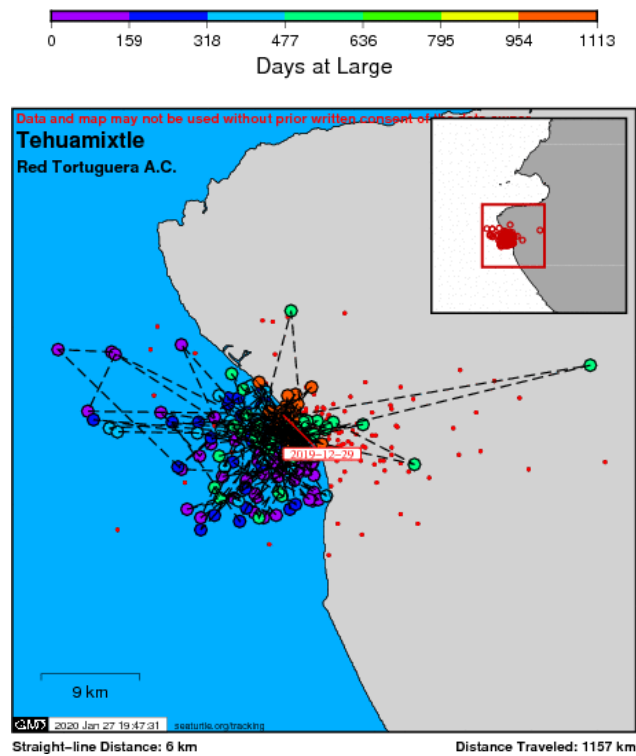 0 159 318 477 636 795 954 1113
Days at Large
Data and map may not be used without prior written consent of the data owner
Tehuamixtle
Red Tortuguera A.C.
2019-12-29
9 km
GMT 2020 Jan 27 19:47:31 seaturtle.org/tracking
Straight-line Distance: 6 km Distance Traveled: 1157 km